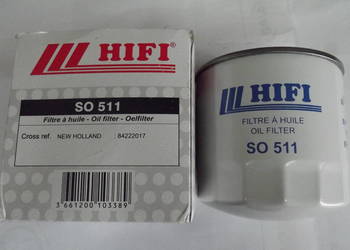 HIFI®
SO 511
Filtre à huile - Oil filter - Oelfilter
Cross ref. NEW HOLLAND : 84222017
3 661200 103389
HIFI
FILTRE À HUILE
OIL FILTER
SO 511